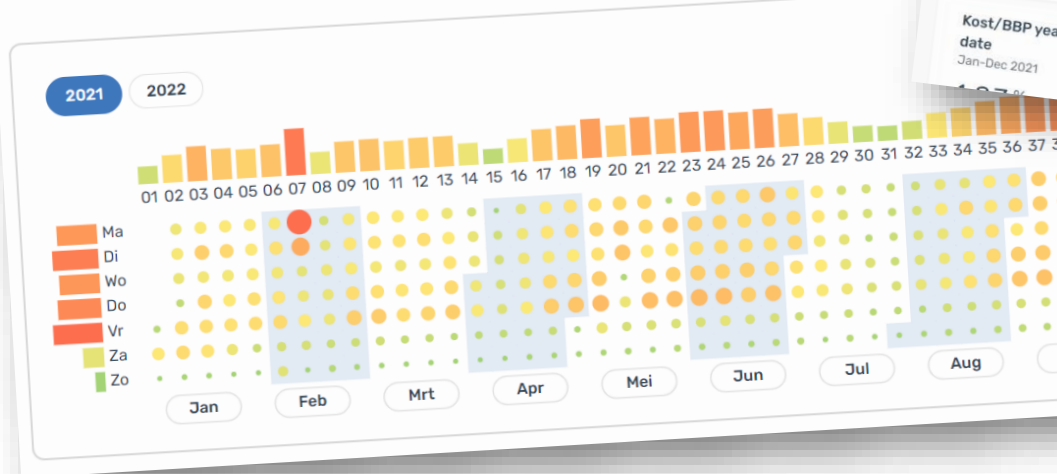 Kost/BBP
date
Jan-Dec 2021
2021 2022
01 02 03 04 05 06 07 08 09 10 11 12 13 14 15 16 17 18 19 20 21 22 23 24 25 26 27 28 29 30 31 32 33 34 35 36 37
Ma
Di
Wo
Do
Vr
Za
Zo
Jan Feb Mrt Apr Mei Jun Jul Aug